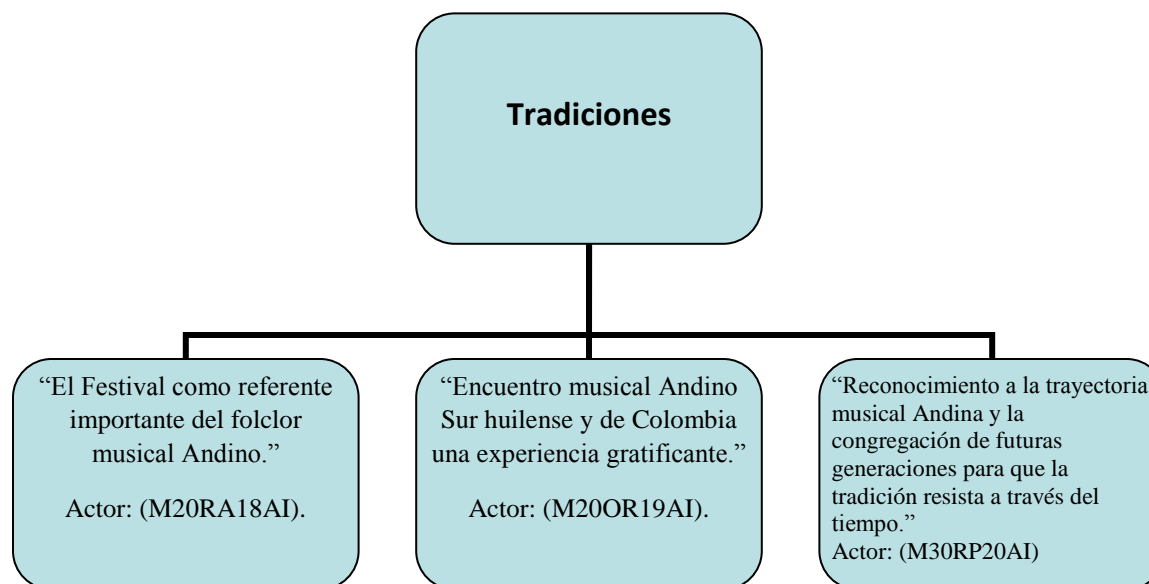 Tradiciones
“El Festival como referente
importante del folclor
musical Andino.”
Actor: (M20RA18AI).
“Encuentro musical Andino
Sur huilense y de Colombia
una experiencia gratificante.”
Actor: (M20OR19AI).
“Reconocimiento a la trayectoria
musical Andina y la
congregación de futuras
generaciones para que la
tradición resista a través del
tiempo.”
Actor: (M30RP20AI)